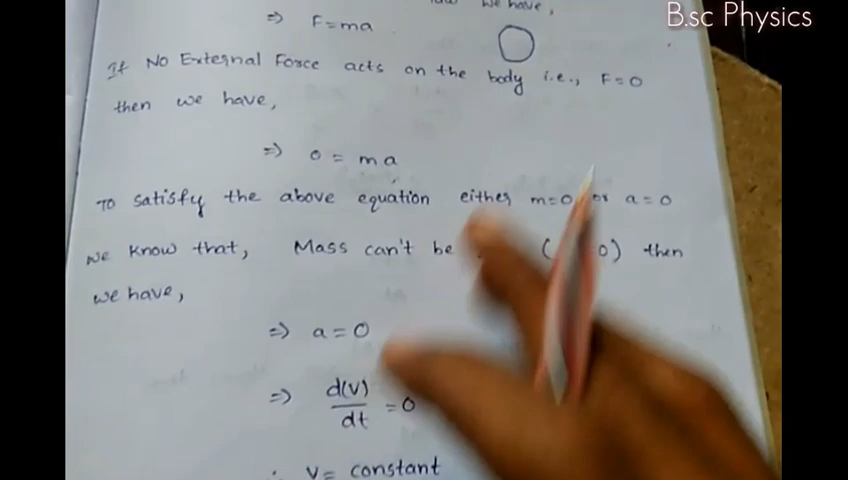 we have,
B.sc Physics
=> F=ma
If No External Force acts on the body i.e., F=0
then we have,
=> 0 = ma
To satisfy the above equation either m=0 or a=0
We know that, Mass can't be ( 0) then
we have,
=> a=0
=> d(v)/dt =0
∴ v= constant